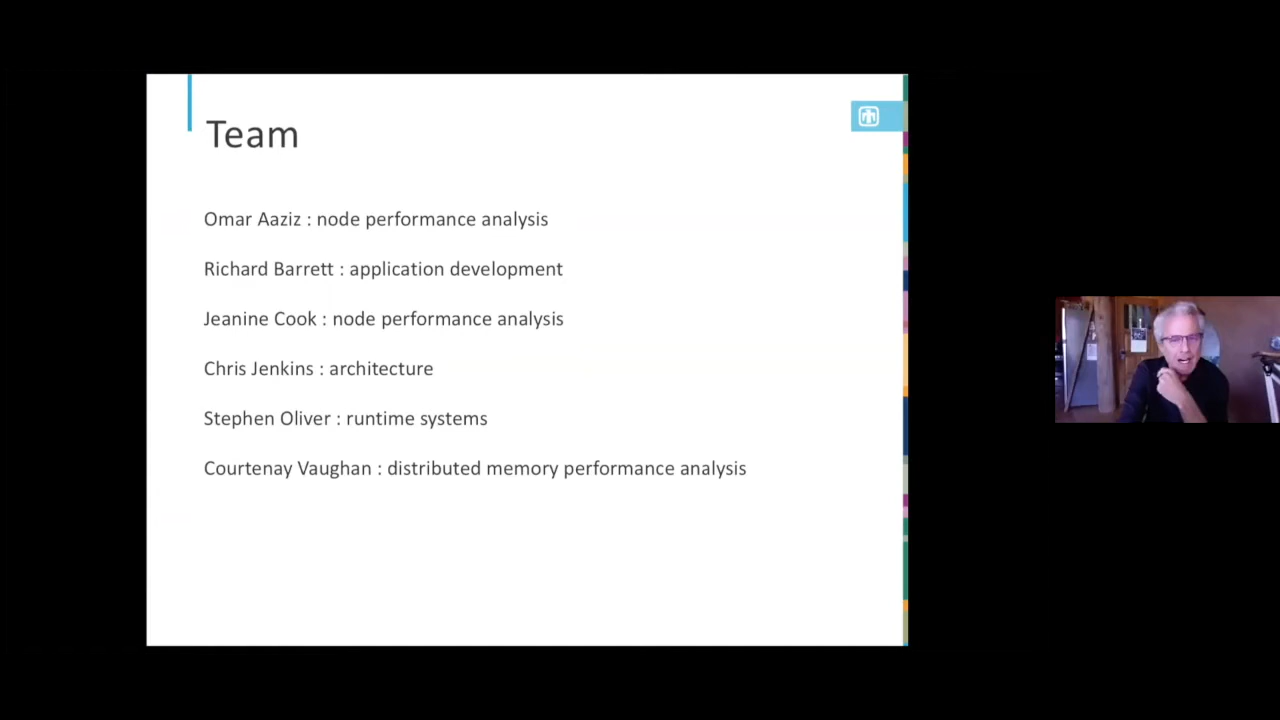 Team
Omar Aaziz : node performance analysis
Richard Barrett : application development
Jeanine Cook : node performance analysis
Chris Jenkins : architecture
Stephen Oliver : runtime systems
Courtenay Vaughan : distributed memory performance analysis